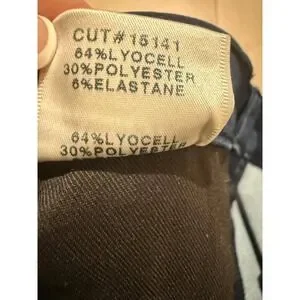 CUT#15141
64%LYOCELL
30%POLYESTER
6%ELASTANE
64%LYOCELL
30%POLYESTER